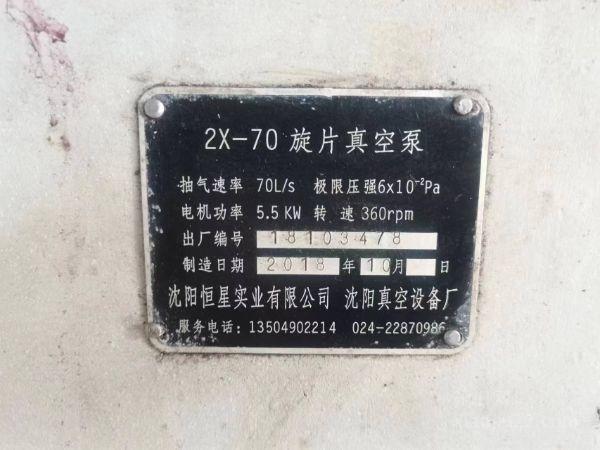 2X-70 旋片真空泵
抽气速率 70L/s 极限压强6x10⁻²Pa
电机功率 5.5KW 转 速 360rpm
出厂编号 18103478
制造日期 2018 年 10月 日
沈阳恒星实业有限公司 沈阳真空设备厂
服务电话：13504902214 024-22870986